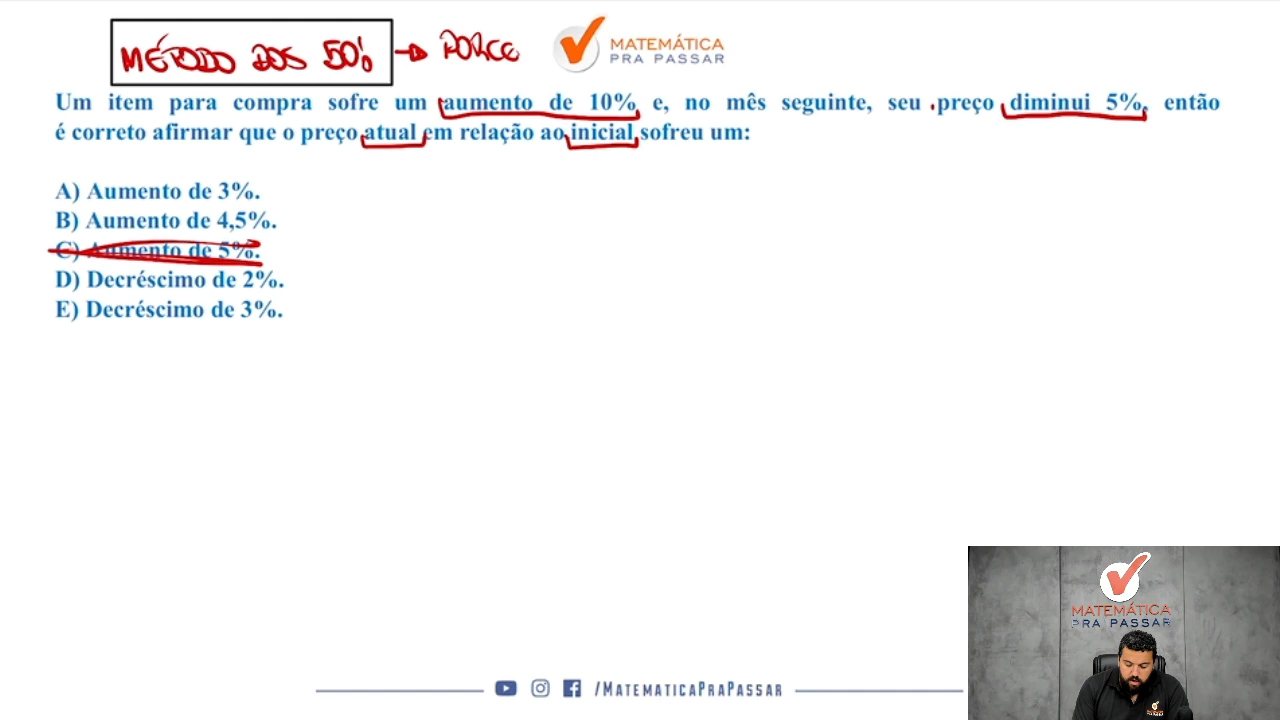 MÉTODO DOS 50% → PORCE
MATEMÁTICA
PRA PASSAR
Um item para compra sofre um aumento de 10% e, no mês seguinte, seu preço diminui 5%, então
é correto afirmar que o preço atual em relação ao inicial sofreu um:
A) Aumento de 3%.
B) Aumento de 4,5%.
C) Aumento de 5%.
D) Decréscimo de 2%.
E) Decréscimo de 3%.
MATEMÁTICA
PRA PASSAR
/MATEMATICAPRAPASSAR